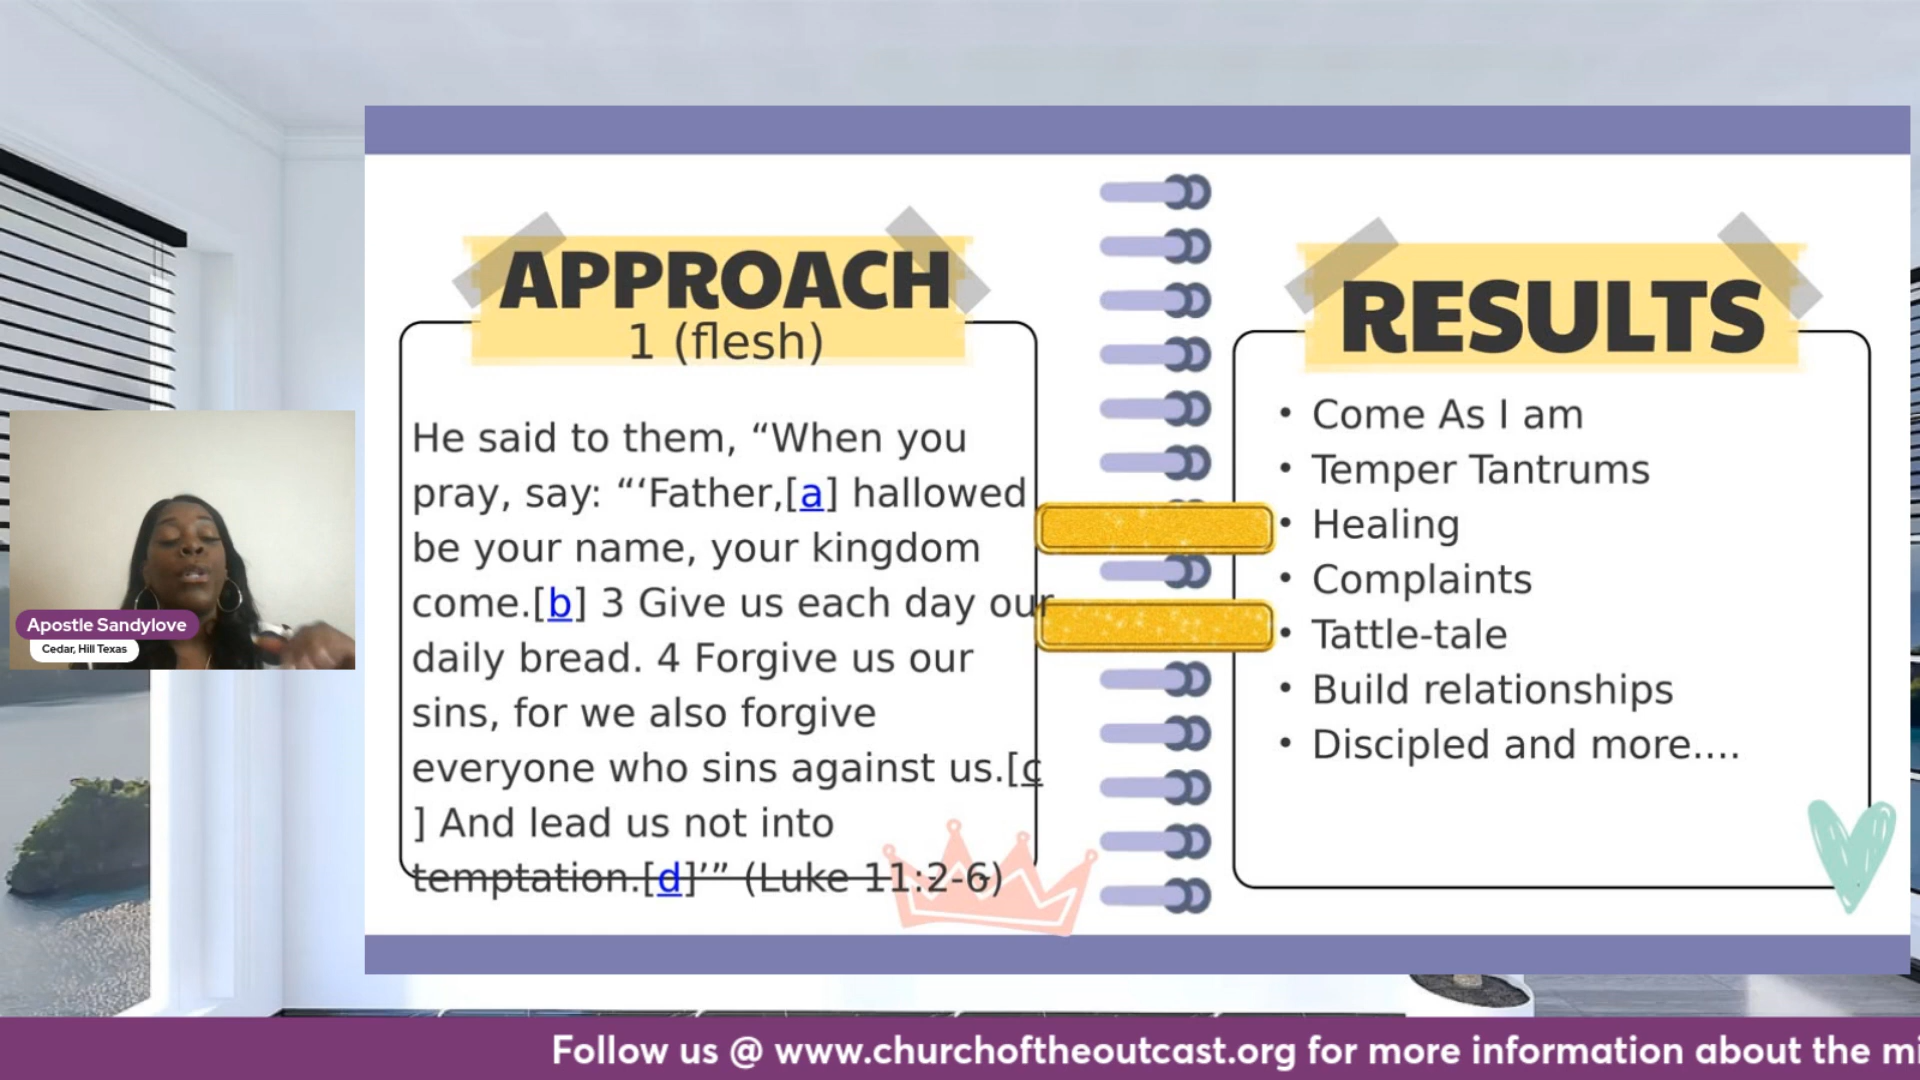 APPROACH
1 (flesh)
He said to them, “When you
pray, say: “‘Father,[a] hallowed
be your name, your kingdom
come.[b] 3 Give us each day our
daily bread. 4 Forgive us our
sins, for we also forgive
everyone who sins against us.[c
] And lead us not into
temptation.[d]’” (Luke 11:2-6)
RESULTS
• Come As I am
• Temper Tantrums
• Healing
• Complaints
• Tattle-tale
• Build relationships
• Discipled and more....
Apostle Sandylove
Cedar, Hill Texas
Follow us @ www.churchoftheoutcast.org for more information about the mi